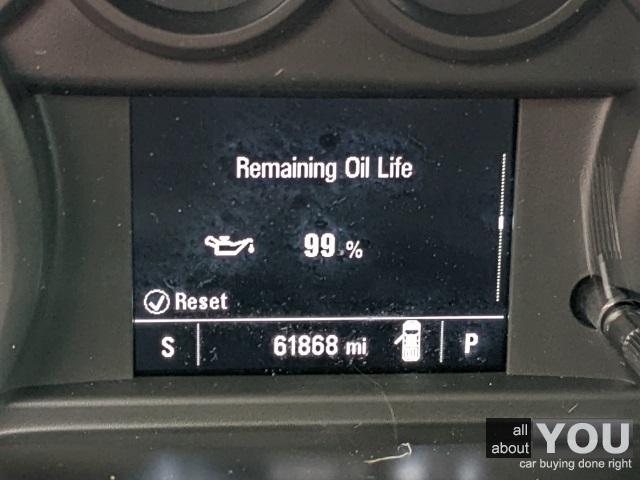 Remaining Oil Life
99 %
Reset
S 61868 mi P
all about YOU
car buying done right